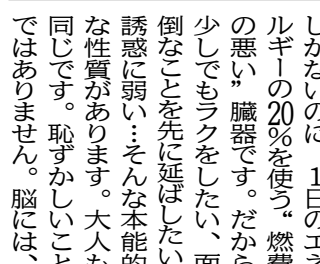 しかないのに、1日のエネ
ルギーの20%を使う“燃費
の悪い”臓器です。だから
少しでもラクをしたい、面
倒なことを先に延ばしたい
誘惑に弱い…そんな本能的
な性質があります。大人も
同じです。恥ずかしいこと
ではありません。脳には、